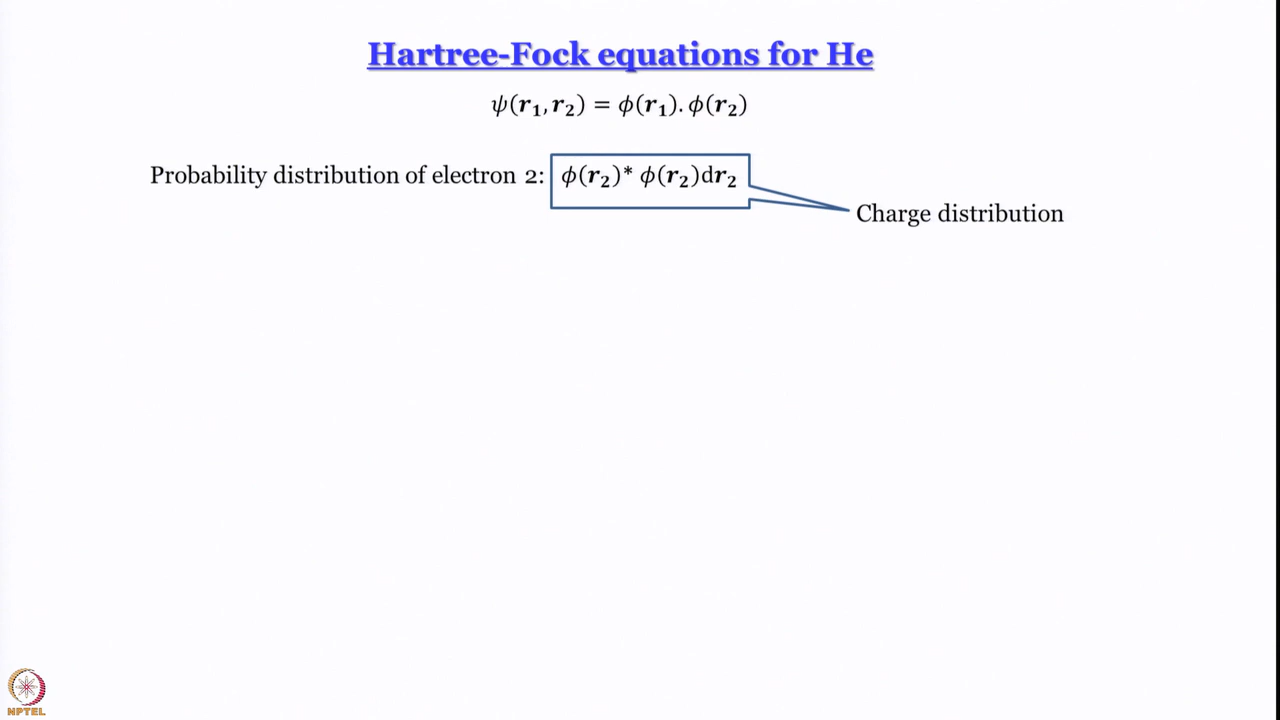 Hartree-Fock equations for He
ψ(r₁, r₂) = ϕ(r₁). ϕ(r₂)
Probability distribution of electron 2: ϕ(r₂)* ϕ(r₂)dr₂
Charge distribution
NPTEL